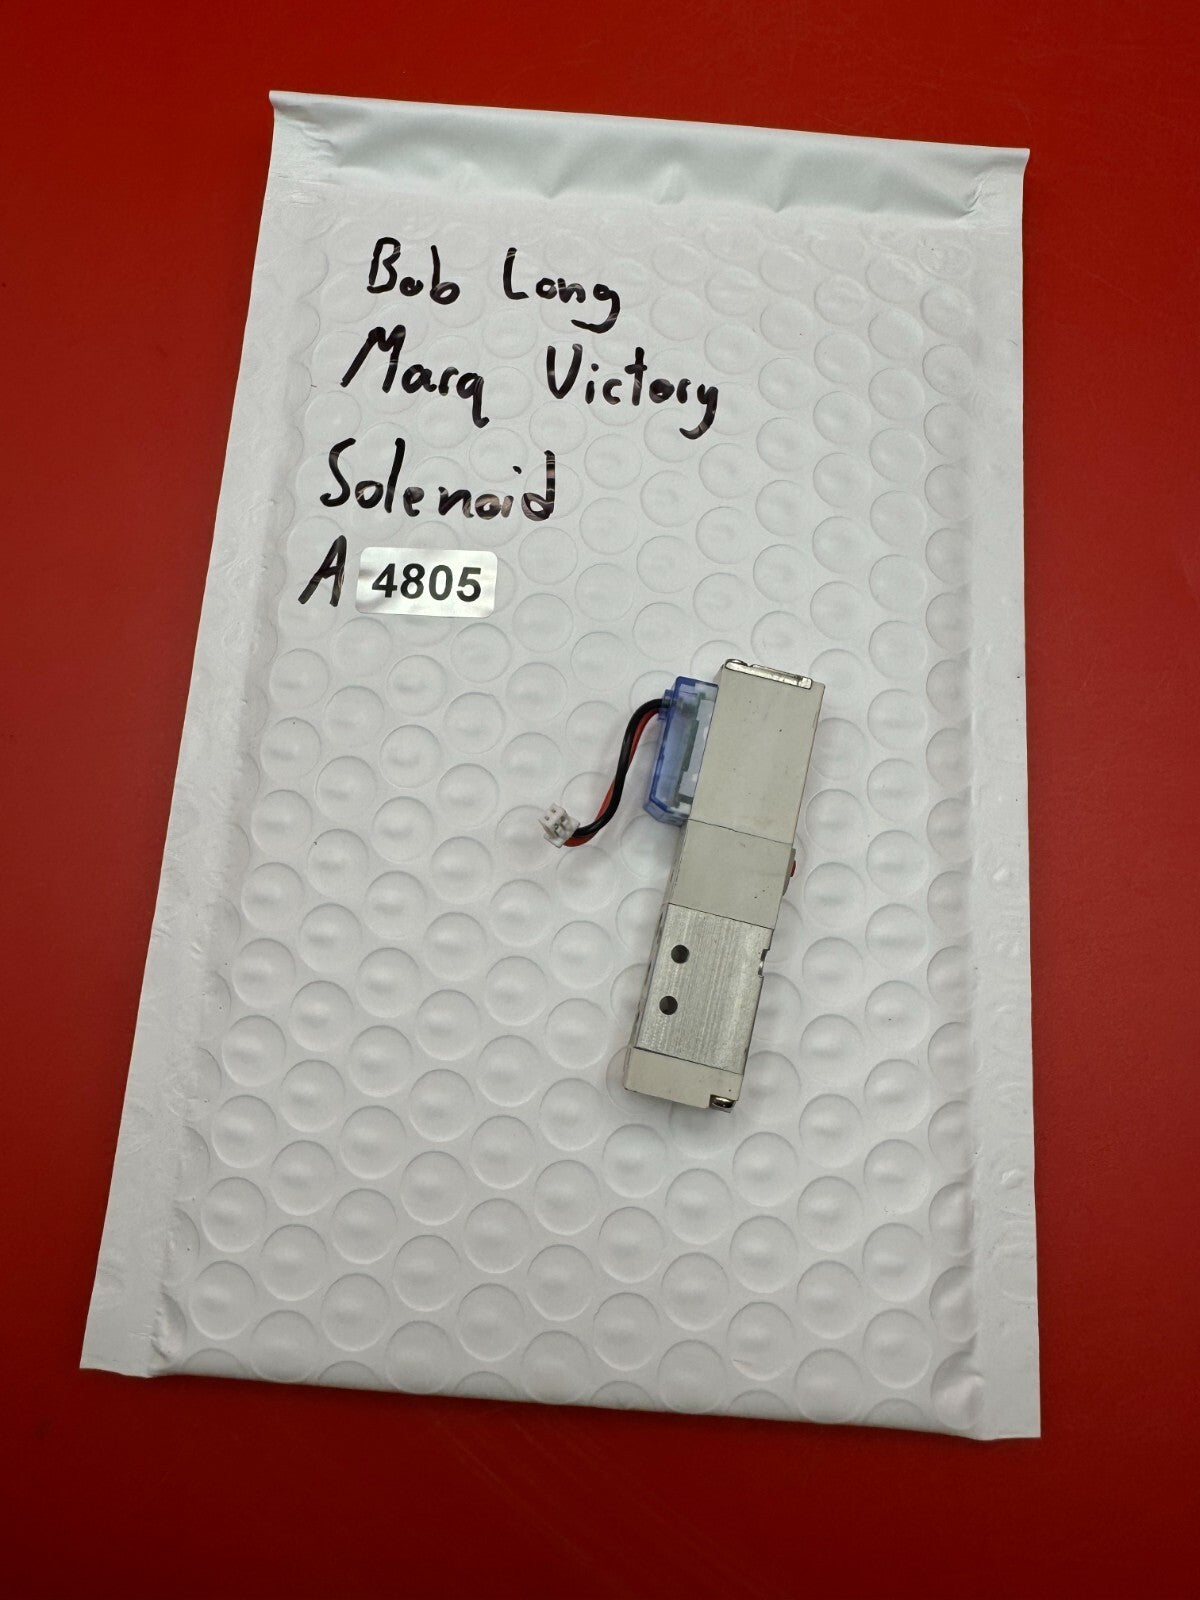 Bob Long
Marq Victory
Solenoid
A 4805